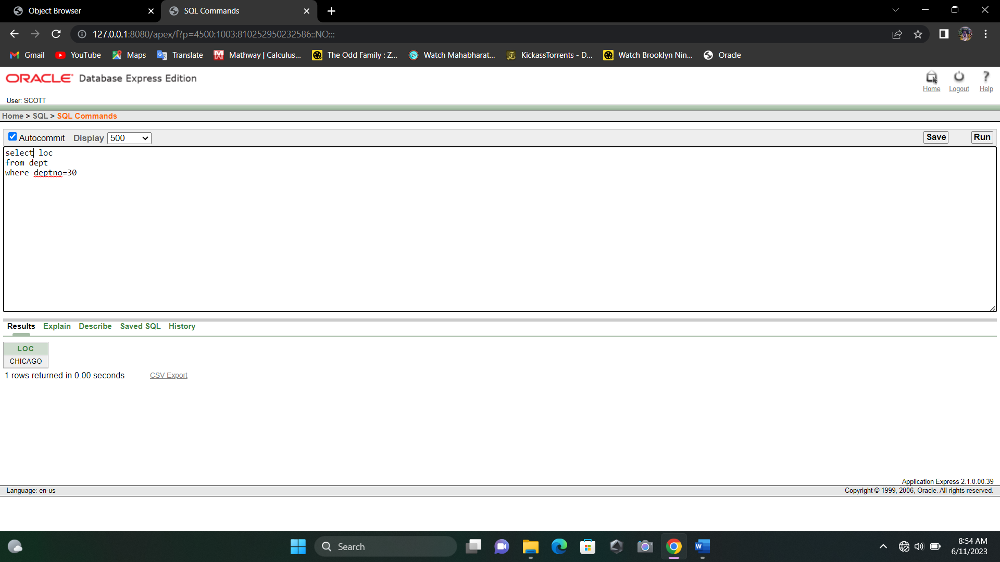 Object Browser
SQL Commands
127.0.0.1:8080/apex/f?p=4500:1003:810252950232586::NO:::
Gmail YouTube Maps Translate Mathway | Calculus... The Odd Family : Z... Watch Mahabharat... KickassTorrents - D... Watch Brooklyn Nin... Oracle
ORACLE Database Express Edition
Home Logout Help
User: SCOTT
Home > SQL > SQL Commands
Autocommit Display 500 Save Run
select loc
from dept
where deptno=30
Results Explain Describe Saved SQL History
LOC
CHICAGO
1 rows returned in 0.00 seconds CSV Export
Application Express 2.1.0.00.39
Language: en-us Copyright © 1999, 2006, Oracle. All rights reserved.
Search
8:54 AM
6/11/2023